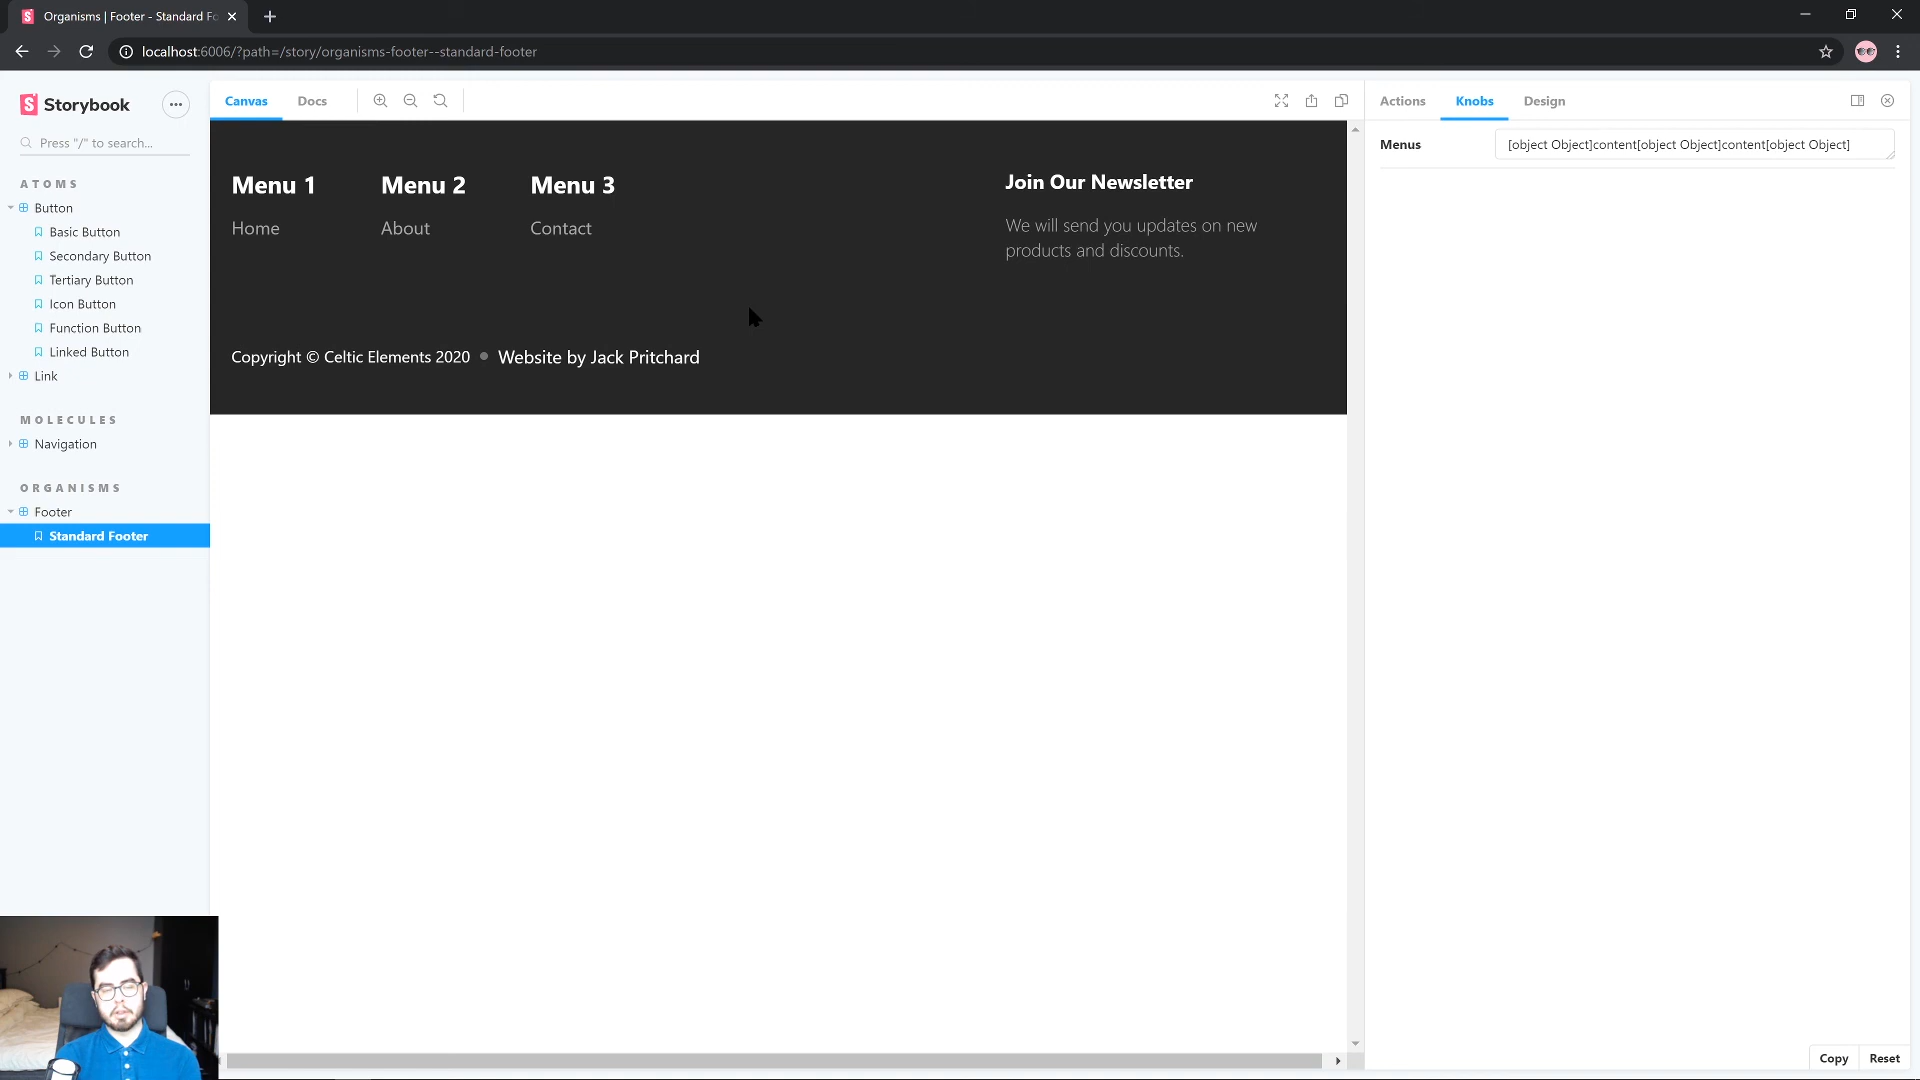 Organisms | Footer - Standard Fo
localhost:6006/?path=/story/organisms-footer--standard-footer
Storybook
Press "/" to search...
ATOMS
Button
Basic Button
Secondary Button
Tertiary Button
Icon Button
Function Button
Linked Button
Link
MOLECULES
Navigation
ORGANISMS
Footer
Standard Footer
Canvas Docs
Menu 1 Menu 2 Menu 3
Home About Contact
Join Our Newsletter
We will send you updates on new
products and discounts.
Copyright © Celtic Elements 2020 • Website by Jack Pritchard
Actions Knobs Design
Menus [object Object]content[object Object]content[object Object]
Copy Reset